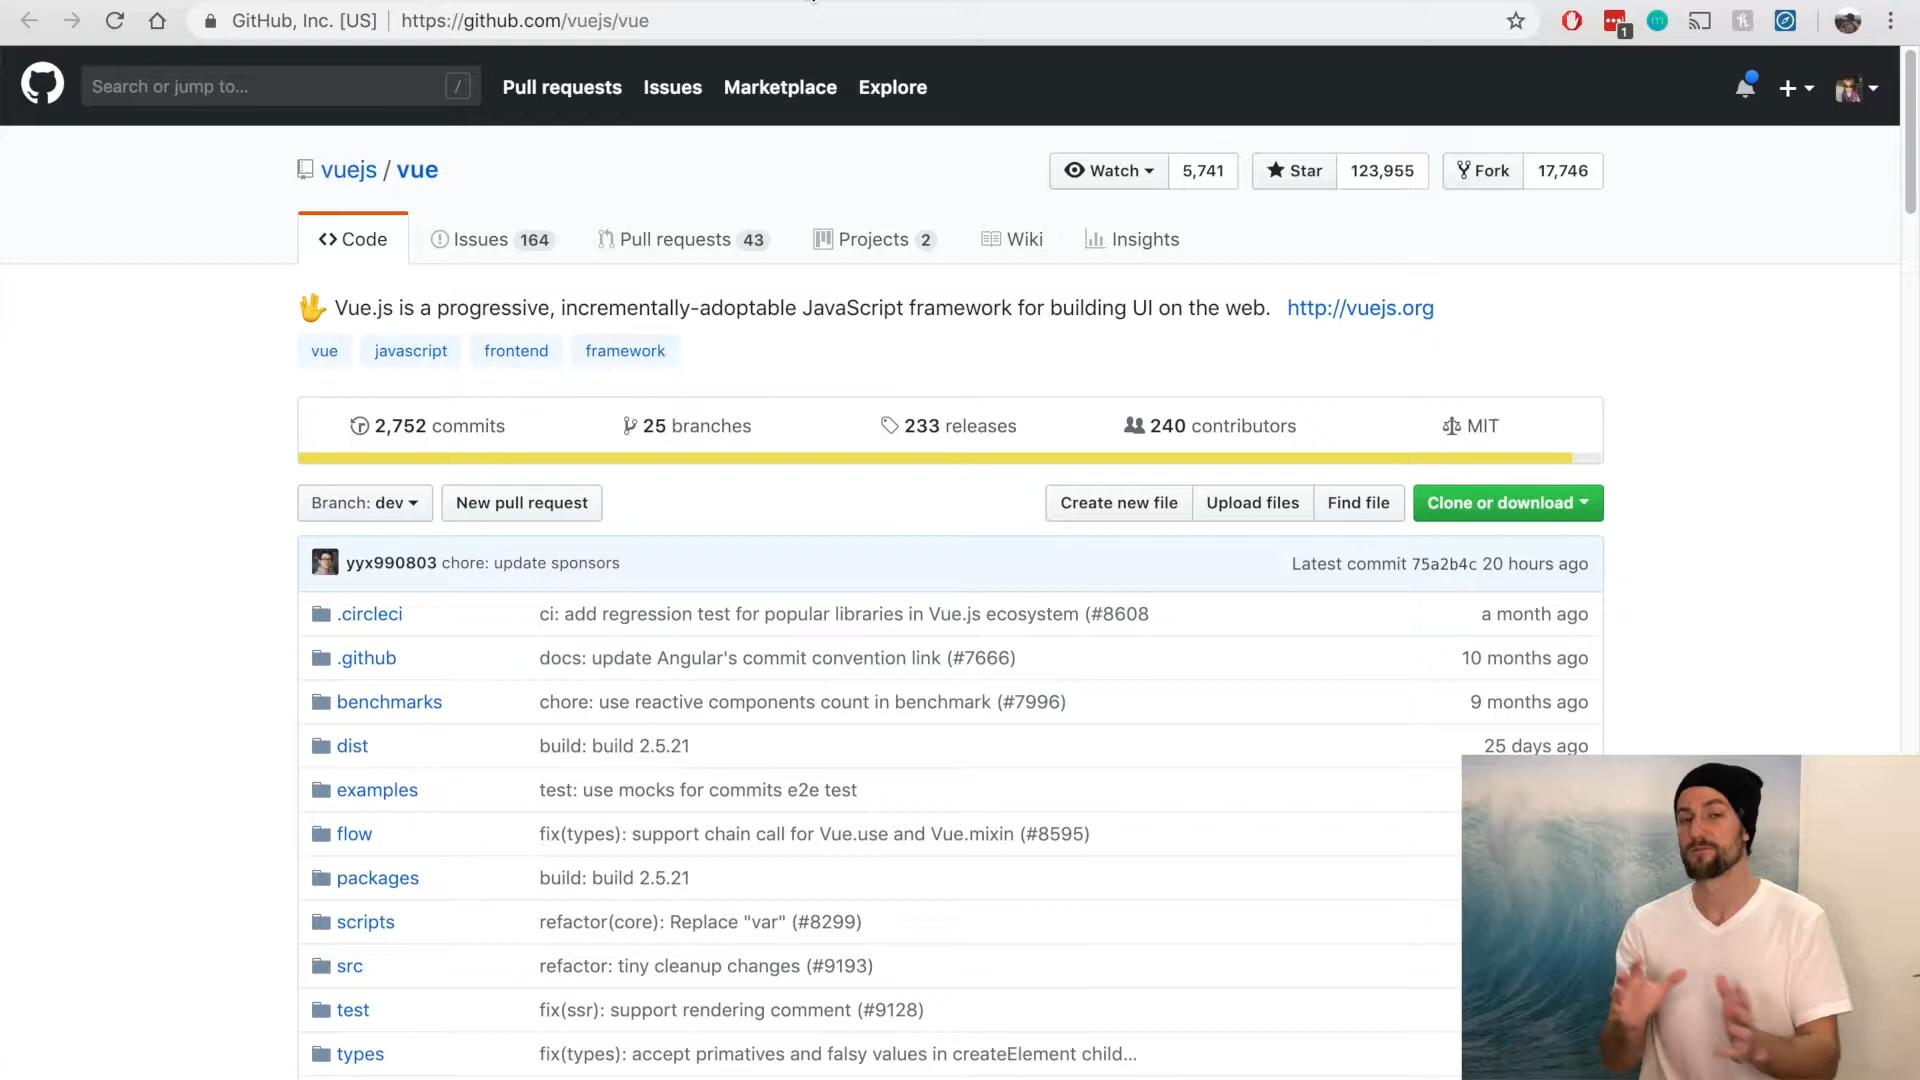 GitHub, Inc. [US] https://github.com/vuejs/vue
1
Search or jump to... / Pull requests Issues Marketplace Explore
vuejs / vue Watch 5,741 Star 123,955 Fork 17,746
Code Issues 164 Pull requests 43 Projects 2 Wiki Insights
Vue.js is a progressive, incrementally-adoptable JavaScript framework for building UI on the web. http://vuejs.org
vue javascript frontend framework
2,752 commits 25 branches 233 releases 240 contributors MIT
Branch: dev New pull request Create new file Upload files Find file Clone or download
yyx990803 chore: update sponsors Latest commit 75a2b4c 20 hours ago
.circleci ci: add regression test for popular libraries in Vue.js ecosystem (#8608 a month ago
.github docs: update Angular's commit convention link (#7666) 10 months ago
benchmarks chore: use reactive components count in benchmark (#7996) 9 months ago
dist build: build 2.5.21 25 days ago
examples test: use mocks for commits e2e test
flow fix(types): support chain call for Vue.use and Vue.mixin (#8595)
packages build: build 2.5.21
scripts refactor(core): Replace "var" (#8299)
src refactor: tiny cleanup changes (#9193)
test fix(ssr): support rendering comment (#9128)
types fix(types): accept primatives and falsy values in createElement child...